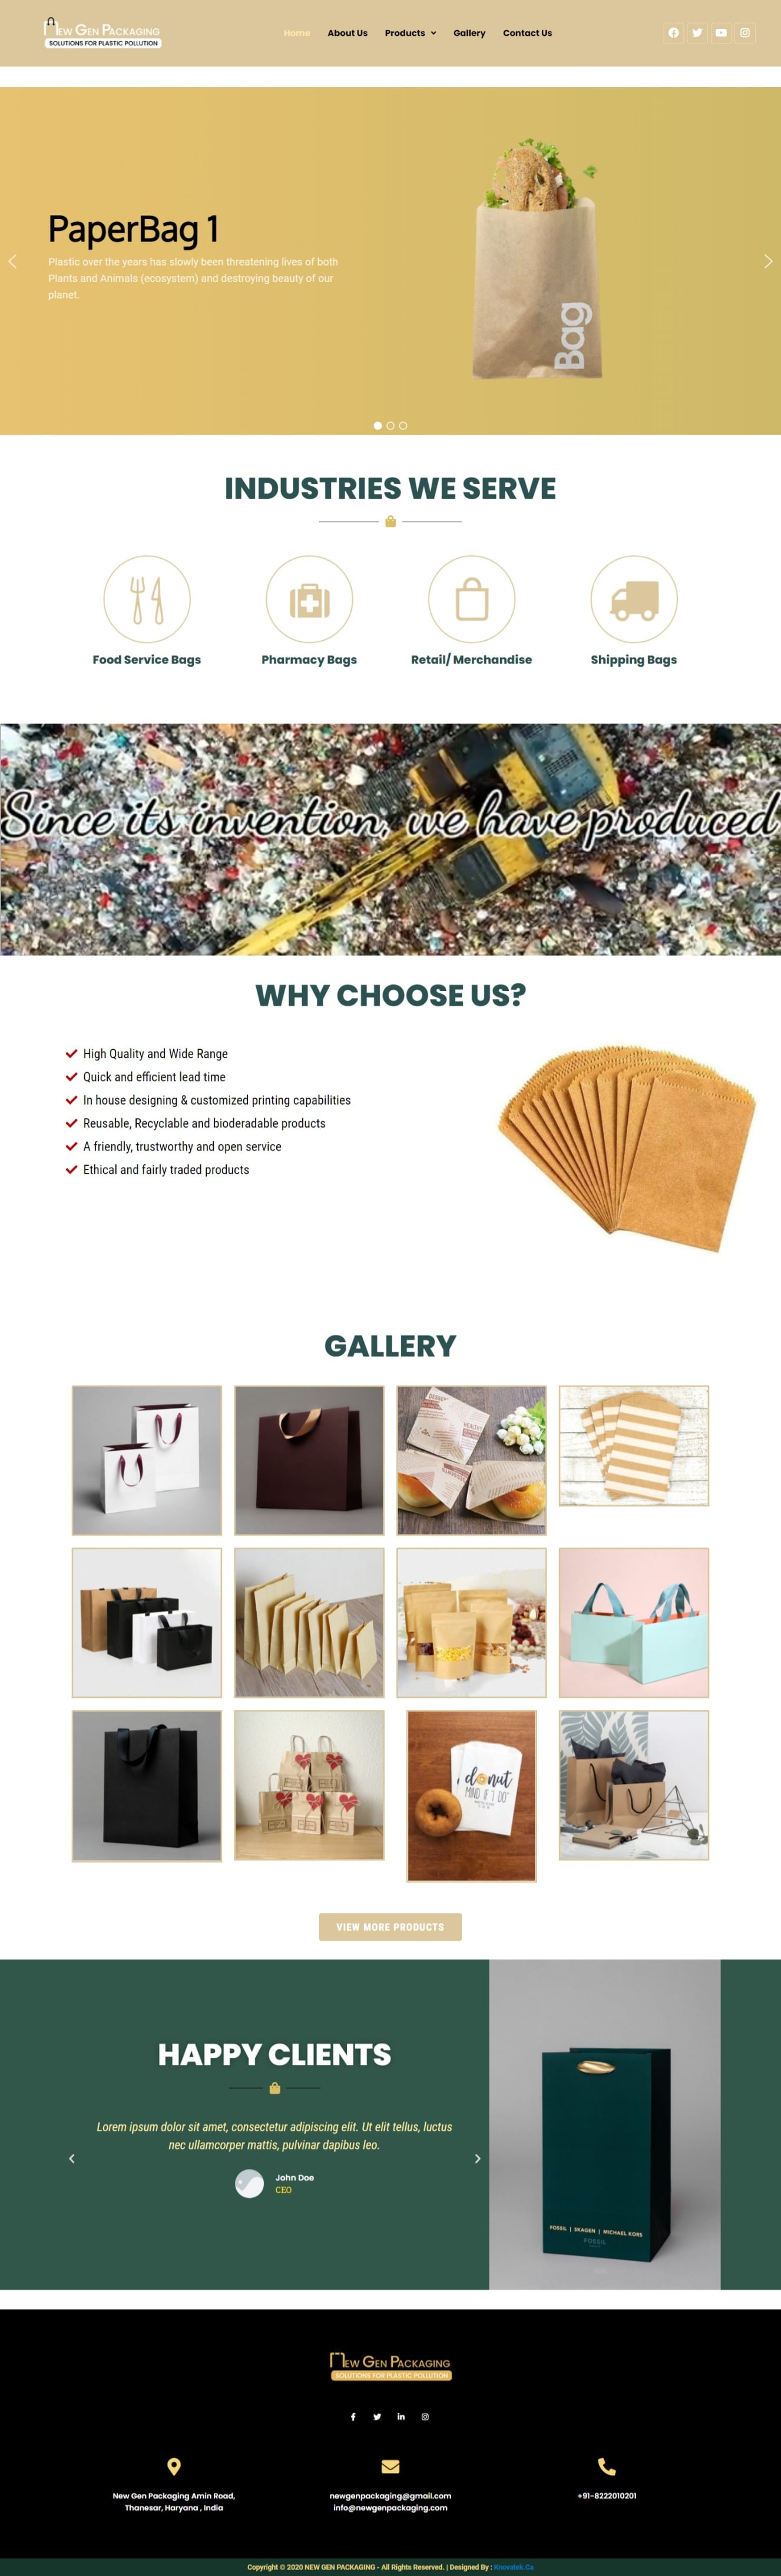 New Gen Packaging
SOLUTIONS FOR PLASTIC POLLUTION
Home
About Us
Products
Gallery
Contact Us
PaperBag 1
Plastic over the years has slowly been threatening lives of both
Plants and Animals (ecosystem) and destroying beauty of our
planet.
Bag
INDUSTRIES WE SERVE
Food Service Bags
Pharmacy Bags
Retail/ Merchandise
Shipping Bags
Since its invention, we have produced
WHY CHOOSE US?
High Quality and Wide Range
Quick and efficient lead time
In house designing & customized printing capabilities
Reusable, Recyclable and bioderadable products
A friendly, trustworthy and open service
Ethical and fairly traded products
GALLERY
donut
MIND IF I DO
VIEW MORE PRODUCTS
HAPPY CLIENTS
Lorem ipsum dolor sit amet, consectetur adipiscing elit. Ut elit tellus, luctus
nec ullamcorper mattis, pulvinar dapibus leo.
John Doe
CEO
FOSSIL | SKAGEN | MICHAEL KORS
FOSSIL
New Gen Packaging
SOLUTIONS FOR PLASTIC POLLUTION
New Gen Packaging Amin Road,
Thanesar, Haryana , India
newgenpackaging@gmail.com
info@newgenpackaging.com
+91-8222010201
Copyright © 2020 NEW GEN PACKAGING - All Rights Reserved. | Designed By : Knovatek.Ca